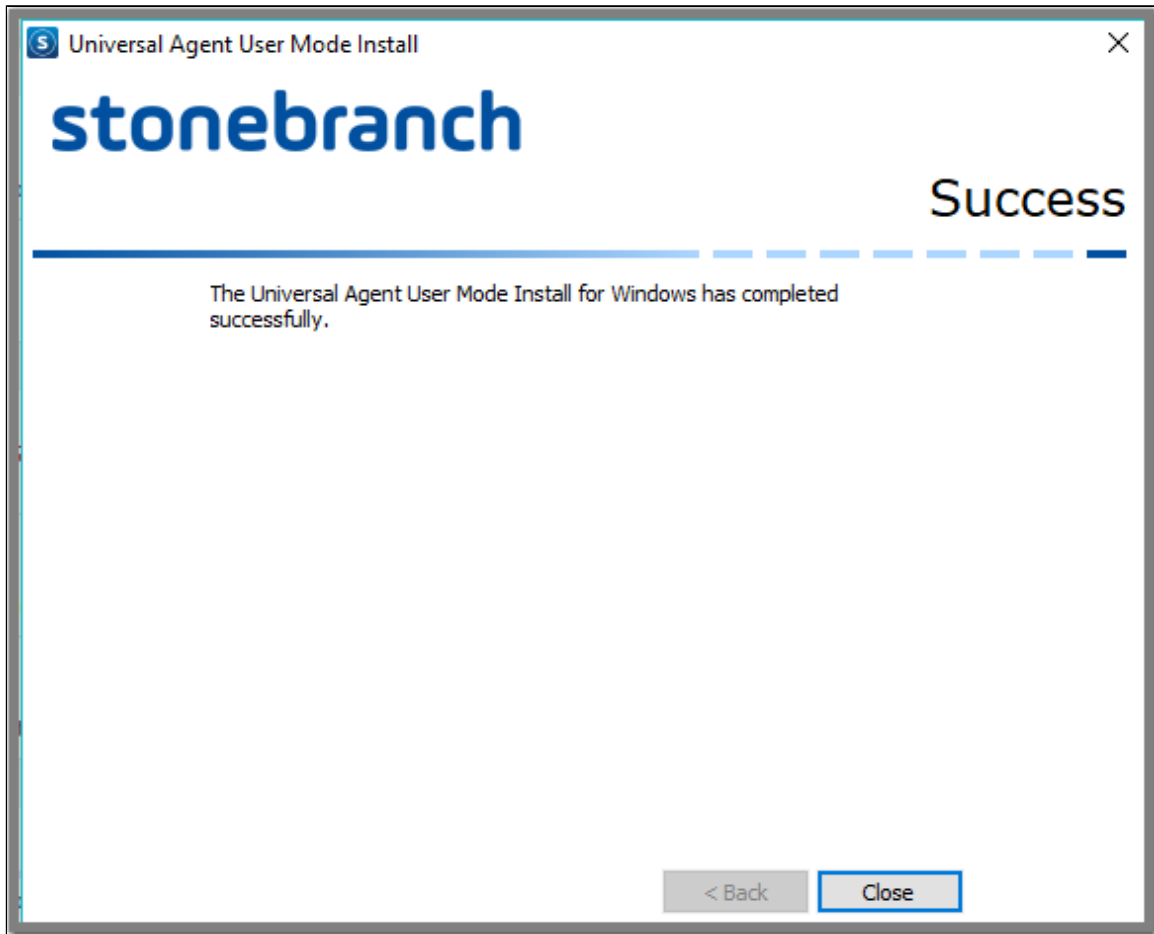 S Universal Agent User Mode Install
stonebranch
Success
The Universal Agent User Mode Install for Windows has completed
successfully.
< Back Close